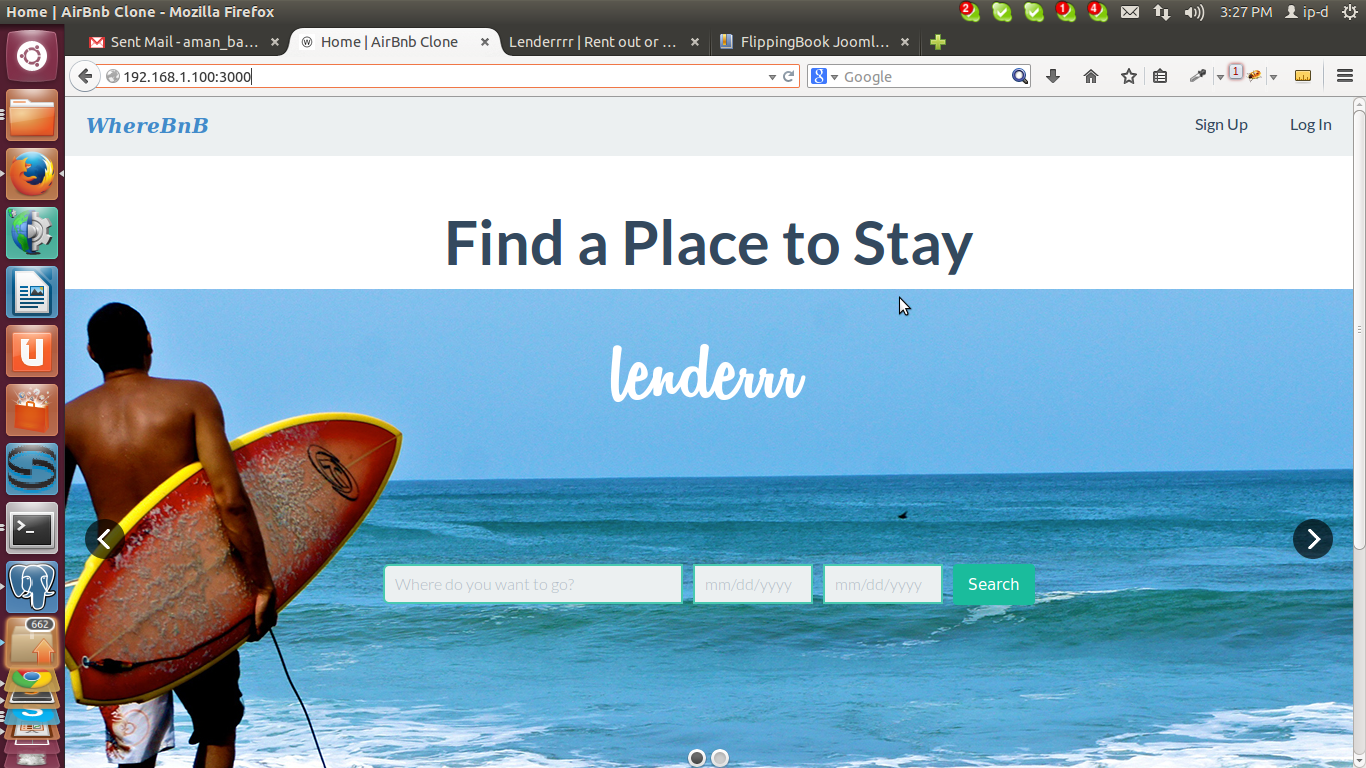 Home | AirBnb Clone - Mozilla Firefox
2
1
4
3:27 PM
ip-d
Sent Mail - aman_ba...
Home | AirBnb Clone
Lenderrrr | Rent out or ...
FlippingBook Jooml...
192.168.1.100:3000
Google
1
WhereBnB
Sign Up
Log In
Find a Place to Stay
lenderrr
Where do you want to go?
mm/dd/yyyy
mm/dd/yyyy
Search
662